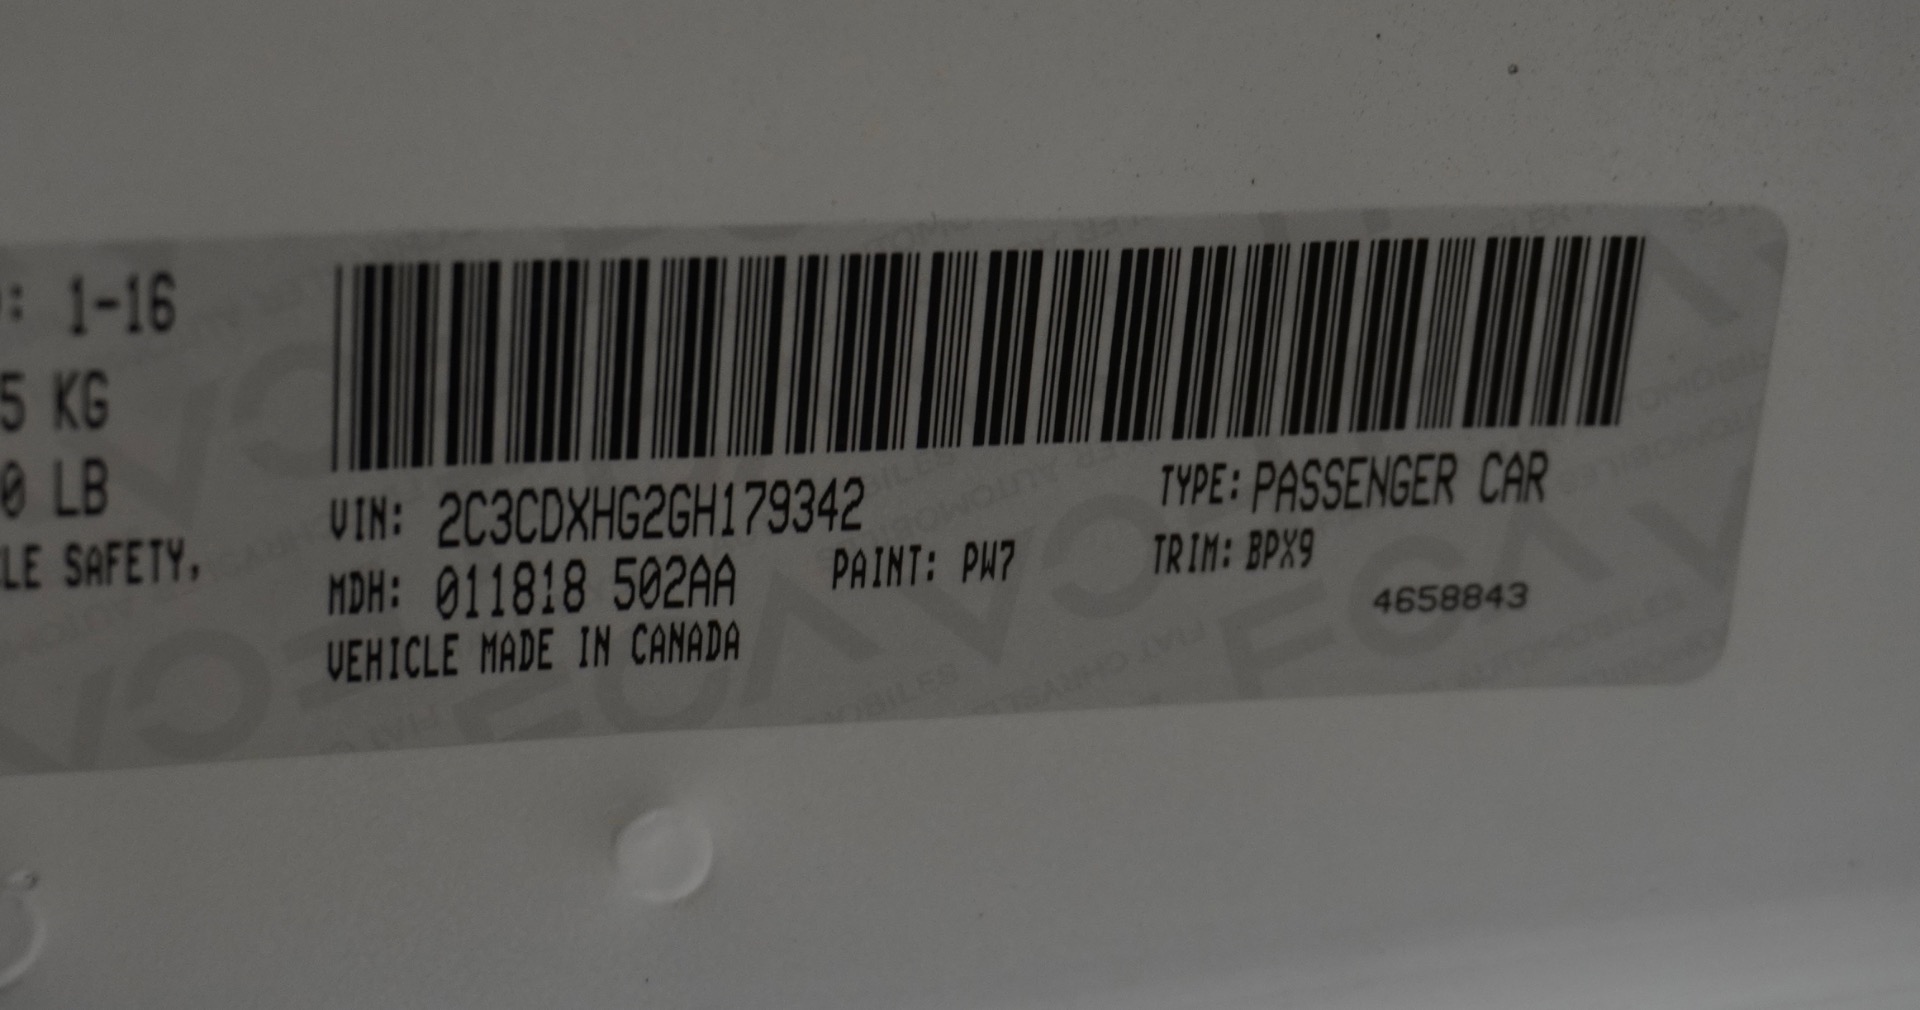 : 1-16
5 KG
0 LB
LE SAFETY,
VIN: 2C3CDXHG2GH179342
TYPE: PASSENGER CAR
MDH: 011818 502AA
PAINT: PW7
TRIM: BPX9
4658843
VEHICLE MADE IN CANADA